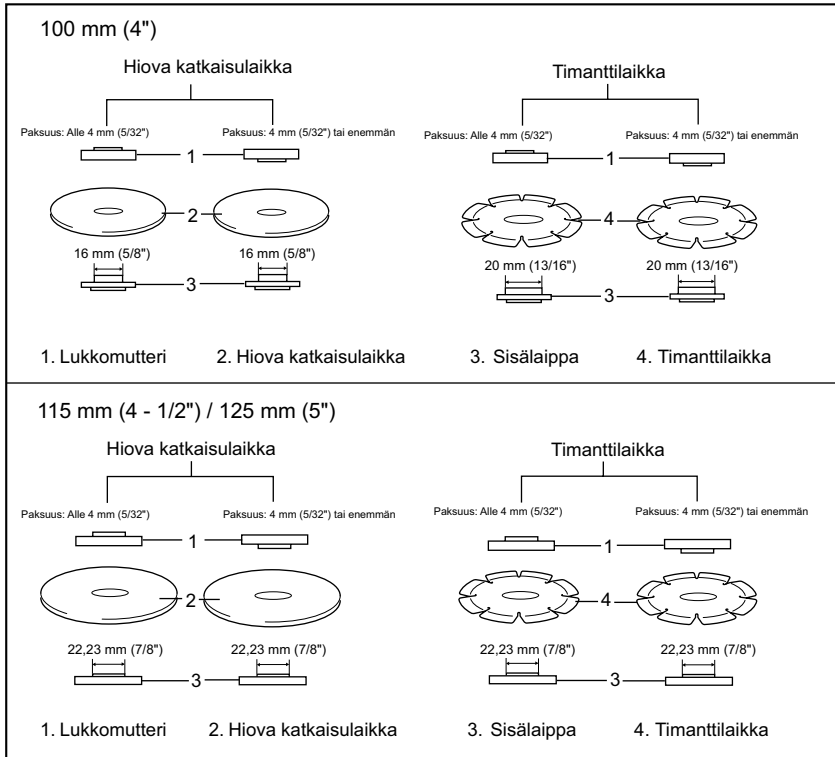 100 mm (4")
Hiova katkaisulaikka
Paksuus: Alle 4 mm (5/32")
Paksuus: 4 mm (5/32") tai enemmän
1
2
16 mm (5/8")
16 mm (5/8")
3
Timanttilaikka
Paksuus: Alle 4 mm (5/32")
Paksuus: 4 mm (5/32") tai enemmän
1
4
20 mm (13/16")
20 mm (13/16")
3
1. Lukkomutteri 2. Hiova katkaisulaikka 3. Sisälaippa 4. Timanttilaikka
115 mm (4 - 1/2") / 125 mm (5")
Hiova katkaisulaikka
Paksuus: Alle 4 mm (5/32")
Paksuus: 4 mm (5/32") tai enemmän
1
2
22,23 mm (7/8")
22,23 mm (7/8")
3
Timanttilaikka
Paksuus: Alle 4 mm (5/32")
Paksuus: 4 mm (5/32") tai enemmän
1
4
22,23 mm (7/8")
22,23 mm (7/8")
3
1. Lukkomutteri 2. Hiova katkaisulaikka 3. Sisälaippa 4. Timanttilaikka